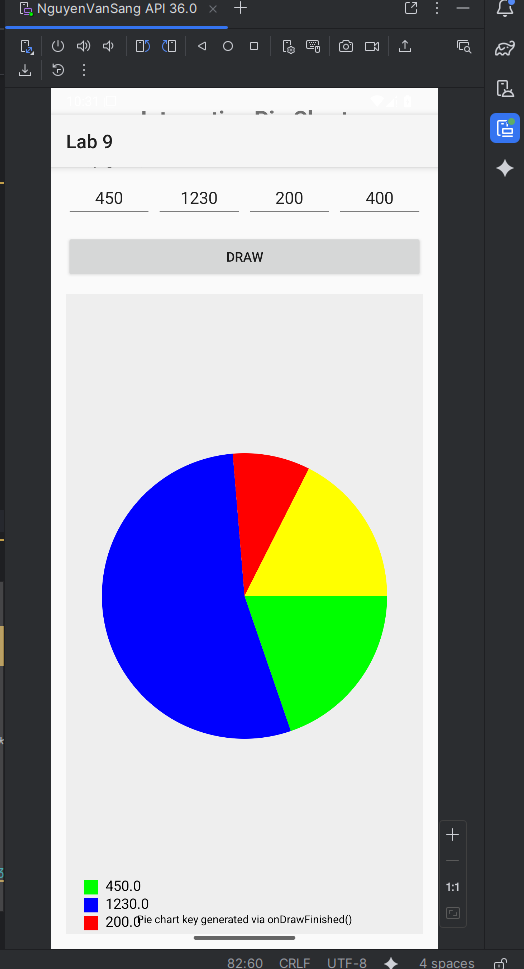 NguyenVanSang API 36.0
Lab 9
450 1230 200 400
DRAW
450.0
1230.0
200.0
Pie chart key generated via onDrawFinished()
1:1
82:60 CRLF UTF-8 4 spaces